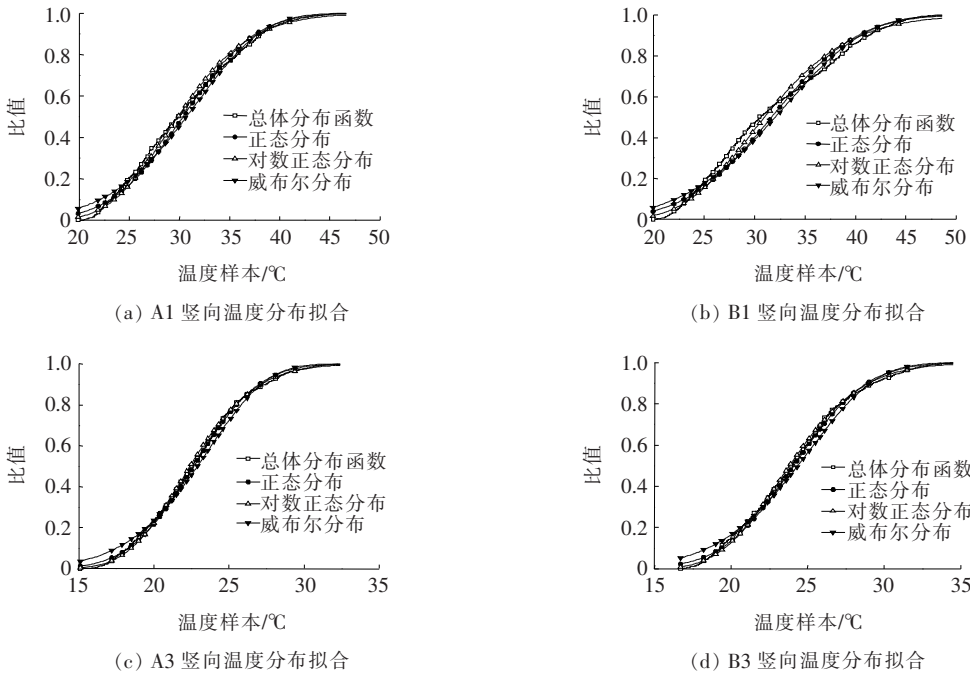 1.0
0.8
0.6
0.4
0.2
0
比值
总体分布函数
正态分布
对数正态分布
威布尔分布
20 25 30 35 40 45 50
温度样本/℃
(a) A1 竖向温度分布拟合
1.0
0.8
0.6
0.4
0.2
0
比值
总体分布函数
正态分布
对数正态分布
威布尔分布
20 25 30 35 40 45 50
温度样本/℃
(b) B1 竖向温度分布拟合
1.0
0.8
0.6
0.4
0.2
0
比值
总体分布函数
正态分布
对数正态分布
威布尔分布
15 20 25 30 35
温度样本/℃
(c) A3 竖向温度分布拟合
1.0
0.8
0.6
0.4
0.2
0
比值
总体分布函数
正态分布
对数正态分布
威布尔分布
15 20 25 30 35
温度样本/℃
(d) B3 竖向温度分布拟合